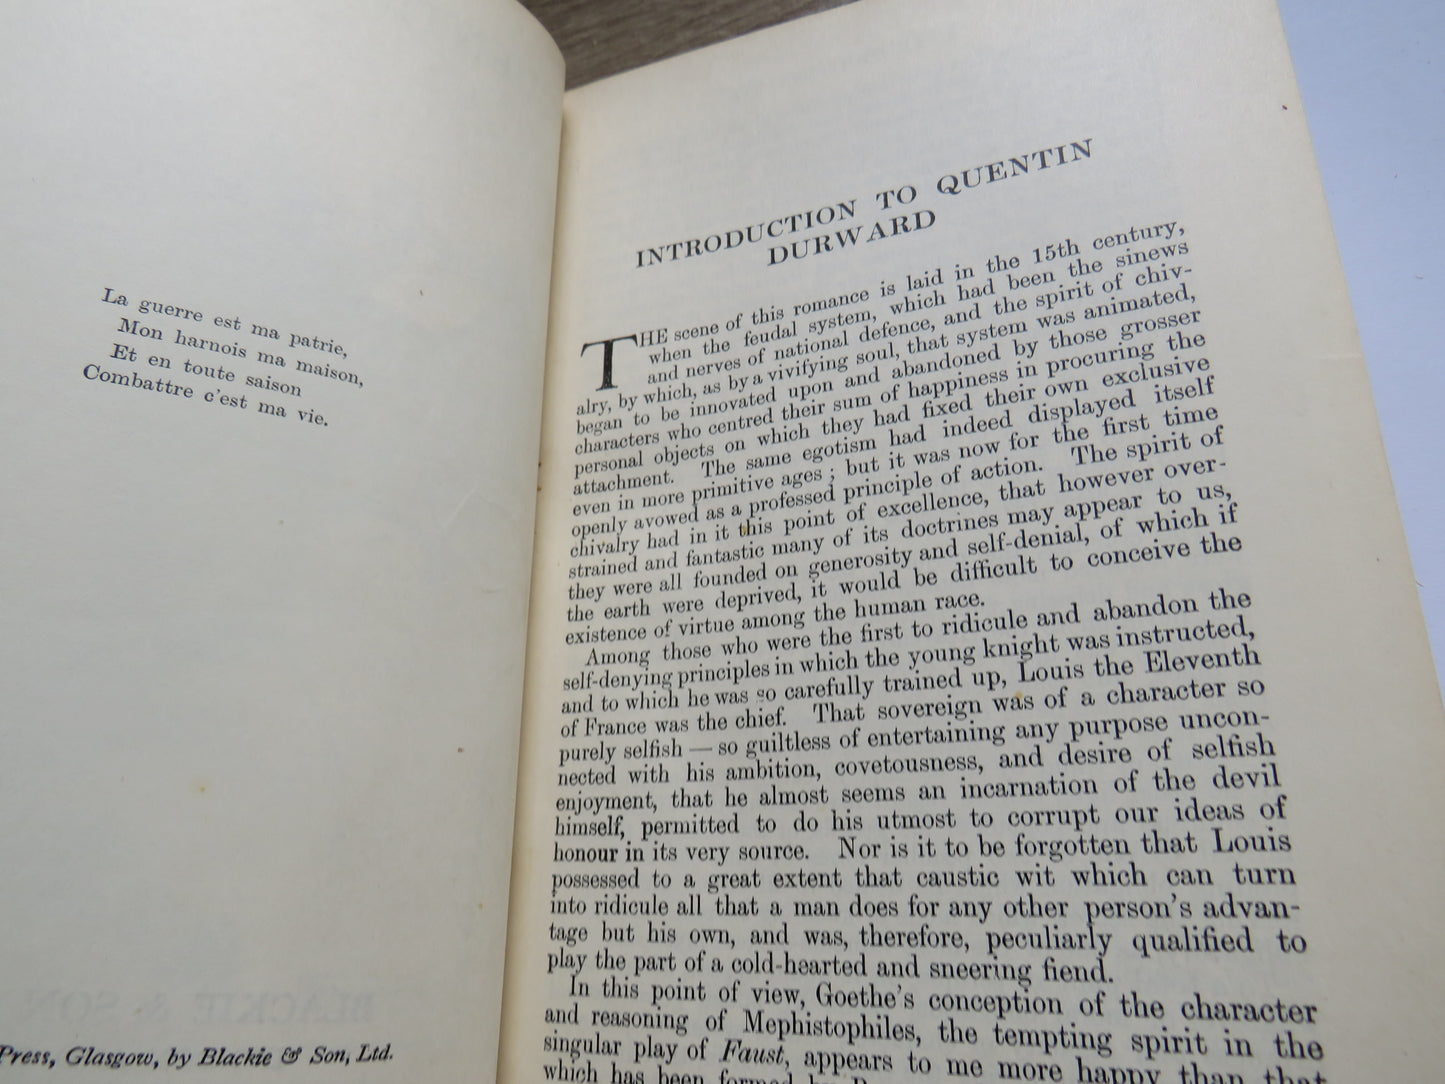 La guerre est ma patrie,
Mon harnois ma maison,
Et en toute saison
Combattre c'est ma vie.
BLACKIE & SON
Press, Glasgow, by Blackie & Son, Ltd.
INTRODUCTION TO QUENTIN
DURWARD
THE scene of this romance is laid in the 15th century,
when the feudal system, which had been the sinews
and nerves of national defence, and the spirit of chiv-
alry, by which, as by a vivifying soul, that system was animated,
began to be innovated upon and abandoned by those grosser
characters who centred their sum of happiness in procuring the
personal objects on which they had fixed their own exclusive
attachment. The same egotism had indeed displayed itself
even in more primitive ages; but it was now for the first time
openly avowed as a professed principle of action. The spirit of
chivalry had in it this point of excellence, that however over-
strained and fantastic many of its doctrines may appear to us,
they were all founded on generosity and self-denial, of which if
the earth were deprived, it would be difficult to conceive the
existence of virtue among the human race.
Among those who were the first to ridicule and abandon the
self-denying principles in which the young knight was instructed,
and to which he was so carefully trained up, Louis the Eleventh
of France was the chief. That sovereign was of a character so
purely selfish — so guiltless of entertaining any purpose uncon-
nected with his ambition, covetousness, and desire of selfish
enjoyment, that he almost seems an incarnation of the devil
himself, permitted to do his utmost to corrupt our ideas of
honour in its very source. Nor is it to be forgotten that Louis
possessed to a great extent that caustic wit which can turn
into ridicule all that a man does for any other person's advan-
tage but his own, and was, therefore, peculiarly qualified to
play the part of a cold-hearted and sneering fiend.
In this point of view, Goethe's conception of the character
and reasoning of Mephistophiles, the tempting spirit in the
singular play of Faust, appears to me more happy than that
which has been formed by